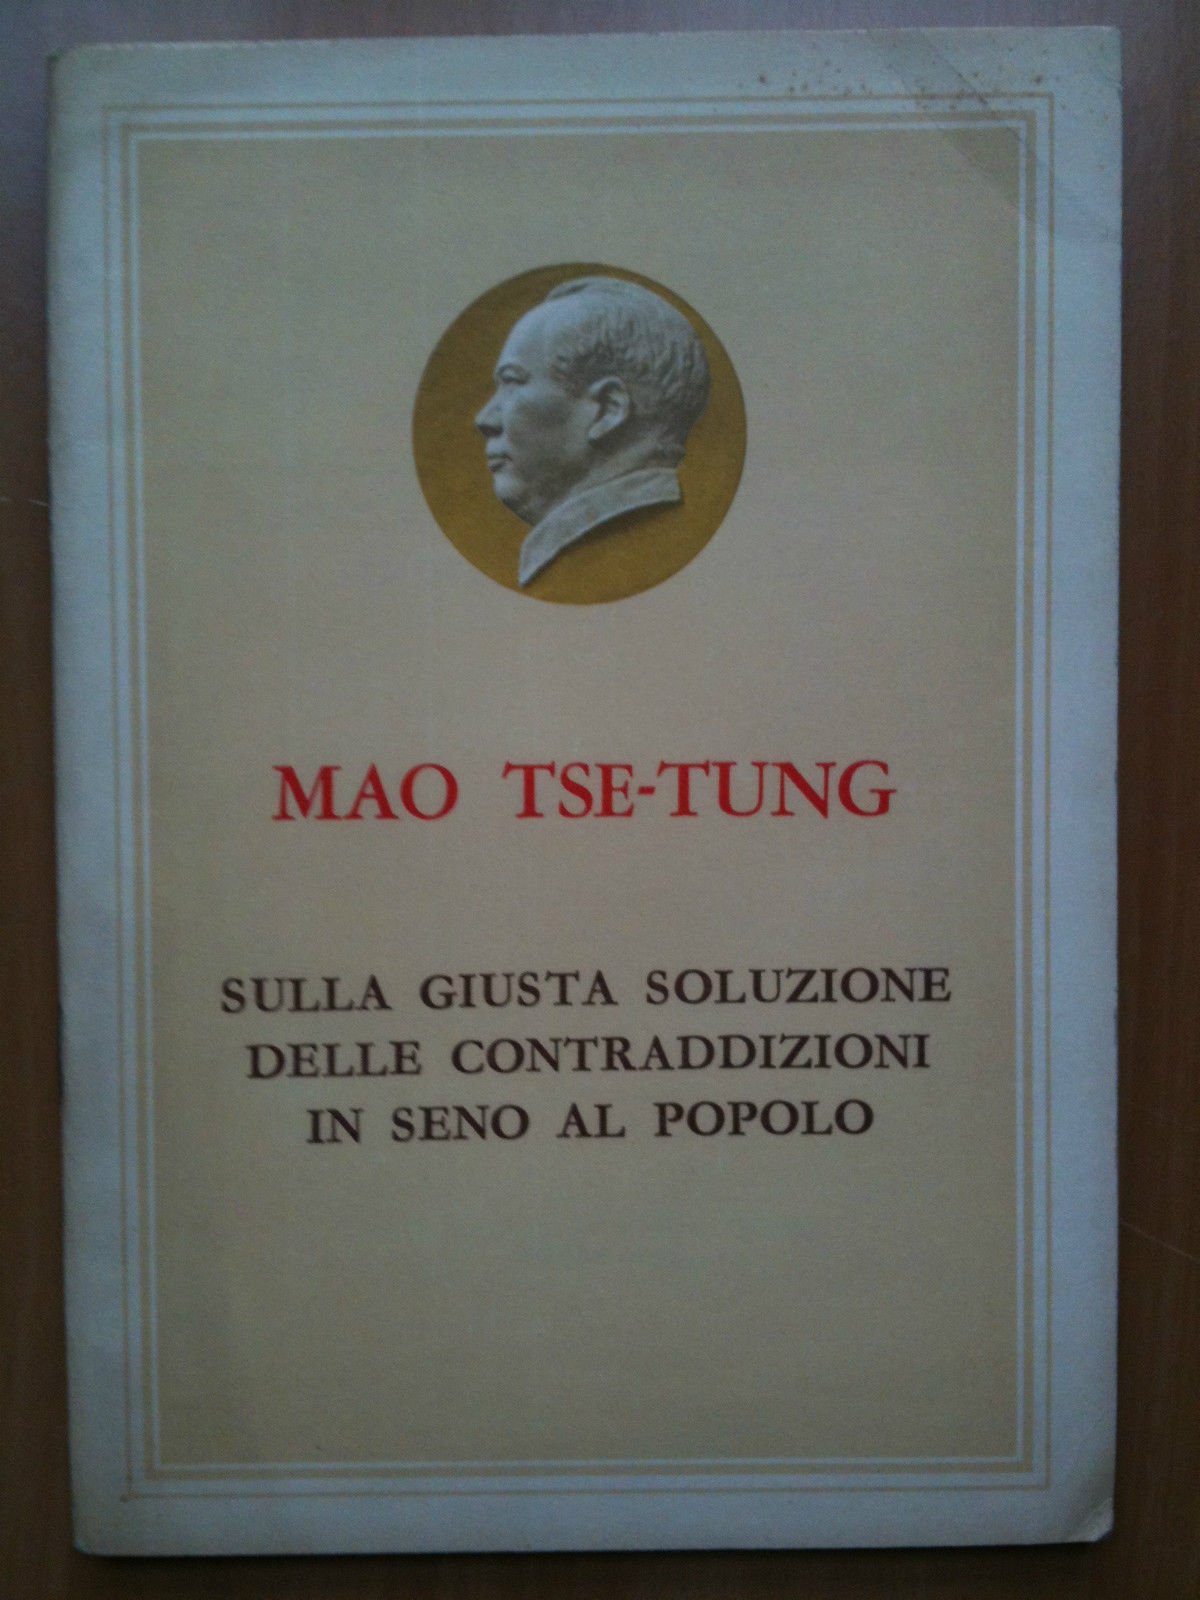 MAO TSE-TUNG
SULLA GIUSTA SOLUZIONE
DELLE CONTRADDIZIONI
IN SENO AL POPOLO